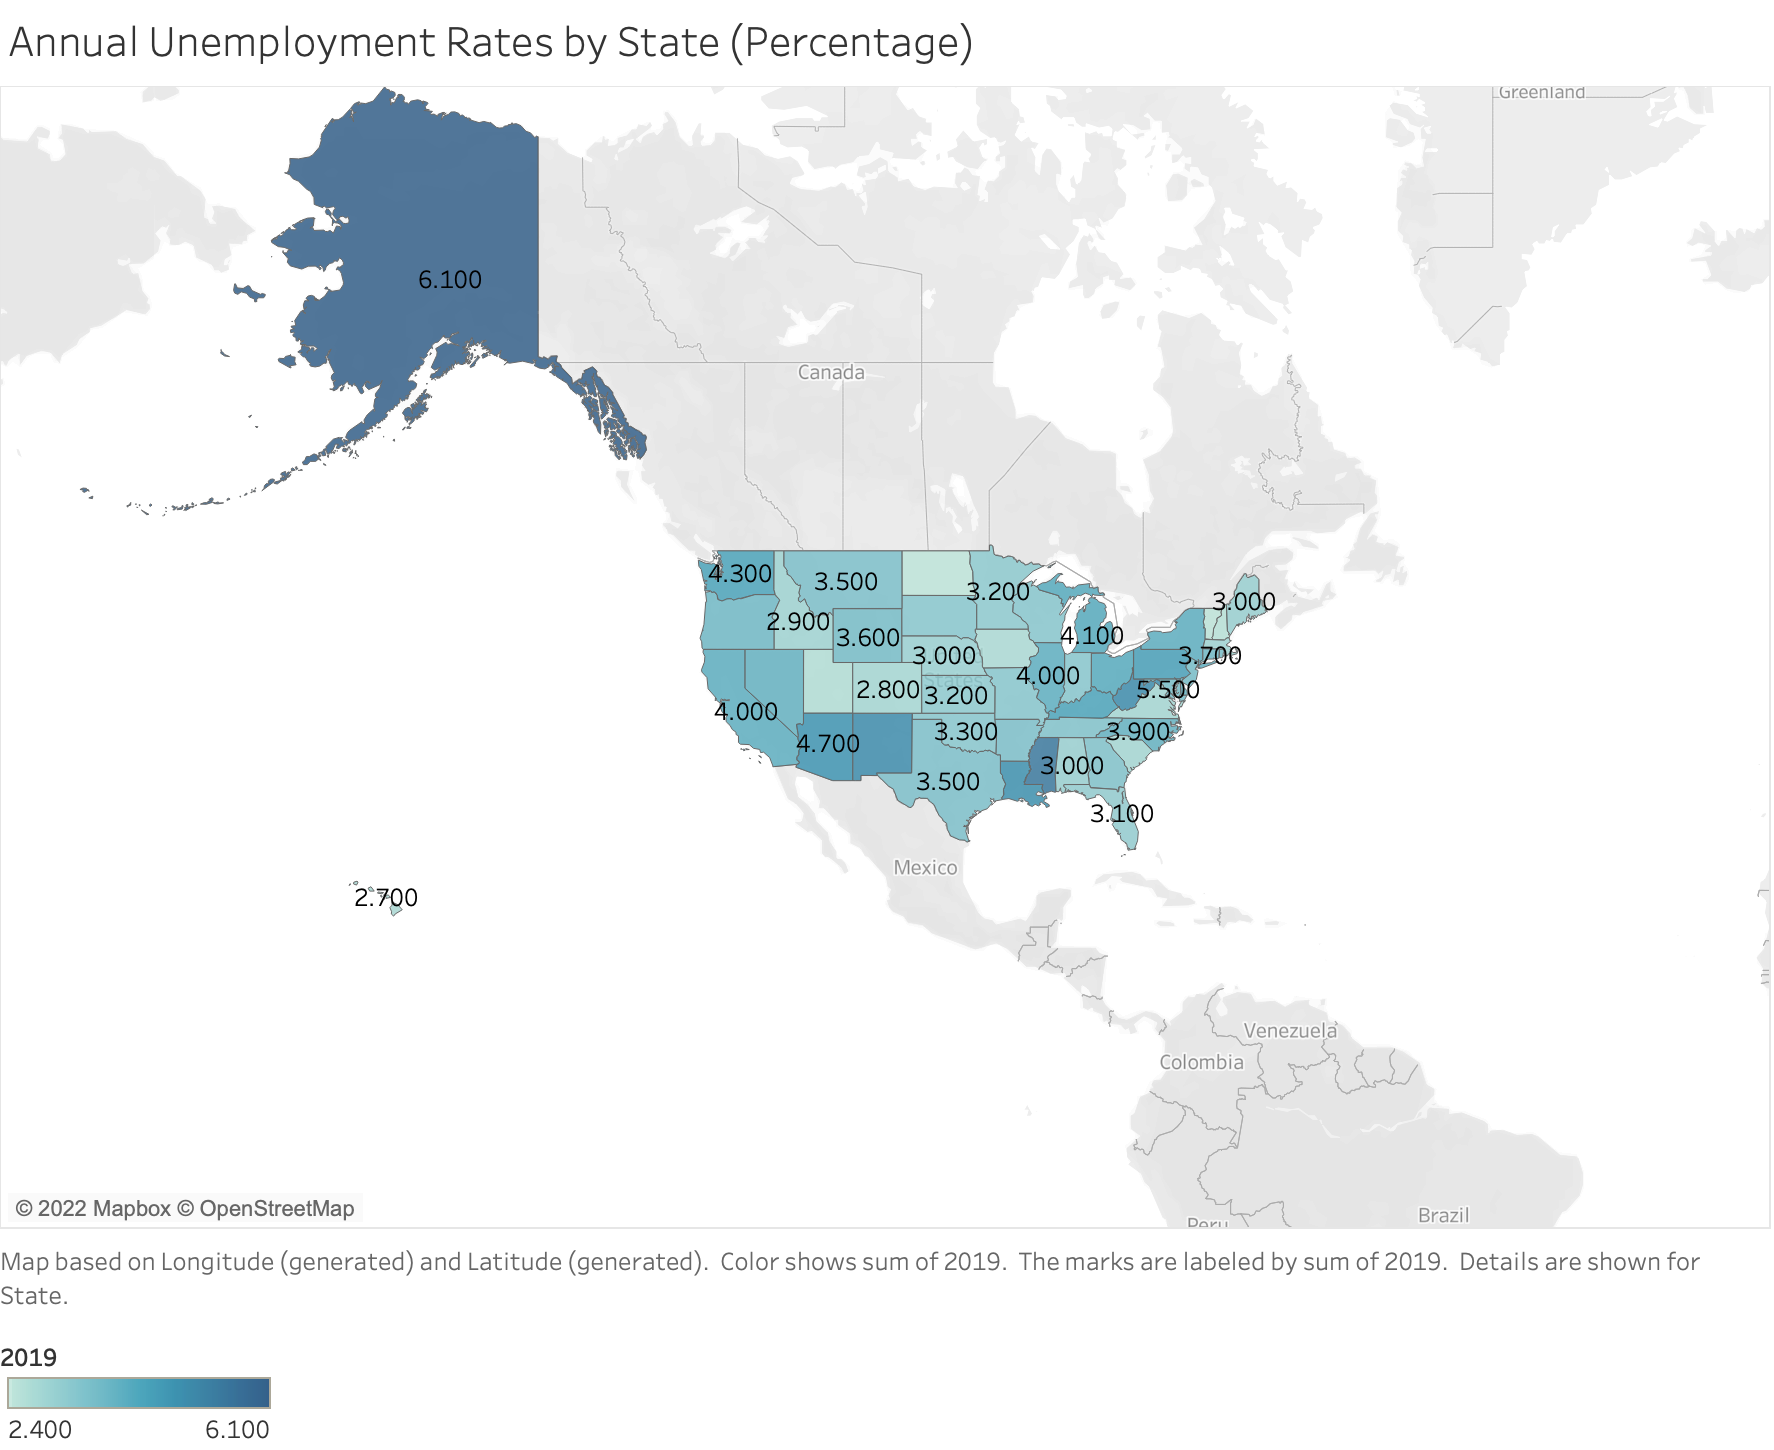 Annual Unemployment Rates by State (Percentage)
Greenland
6.100
Canada
4.300
3.500
3.200
2.900
3.600
3.000
4.100
3.000
3.700
4.000
2.800
States
3.200
5.500
4.000
4.700
3.300
3.900
3.500
3.000
3.100
Mexico
2.700
Venezuela
Colombia
Peru
Brazil
© 2022 Mapbox © OpenStreetMap
Map based on Longitude (generated) and Latitude (generated).  Color shows sum of 2019.  The marks are labeled by sum of 2019.  Details are shown for
State.
2019
2.400
6.100